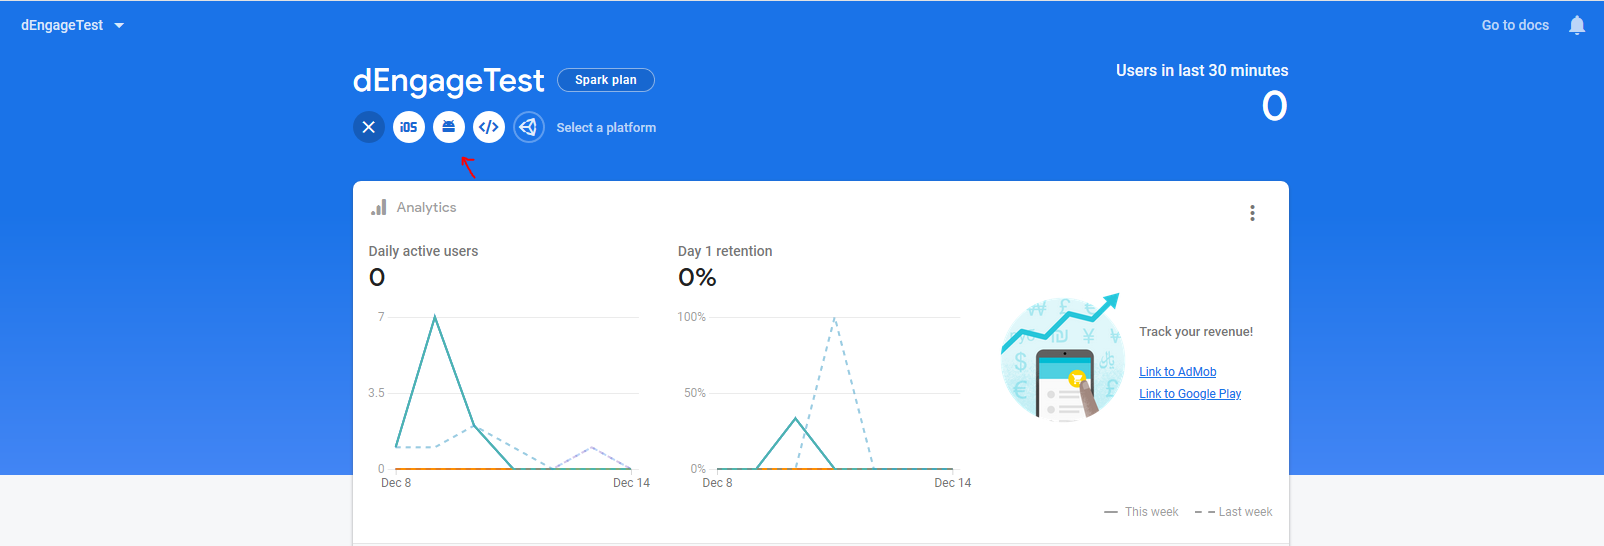 dEngageTest
Go to docs
dEngageTest
Spark plan
Users in last 30 minutes
0
iOS
</>
Select a platform
Analytics
Daily active users
0
7
3.5
0
Dec 8
Dec 14
Day 1 retention
0%
100%
50%
0%
Dec 8
Dec 14
Track your revenue!
Link to AdMob
Link to Google Play
This week
Last week